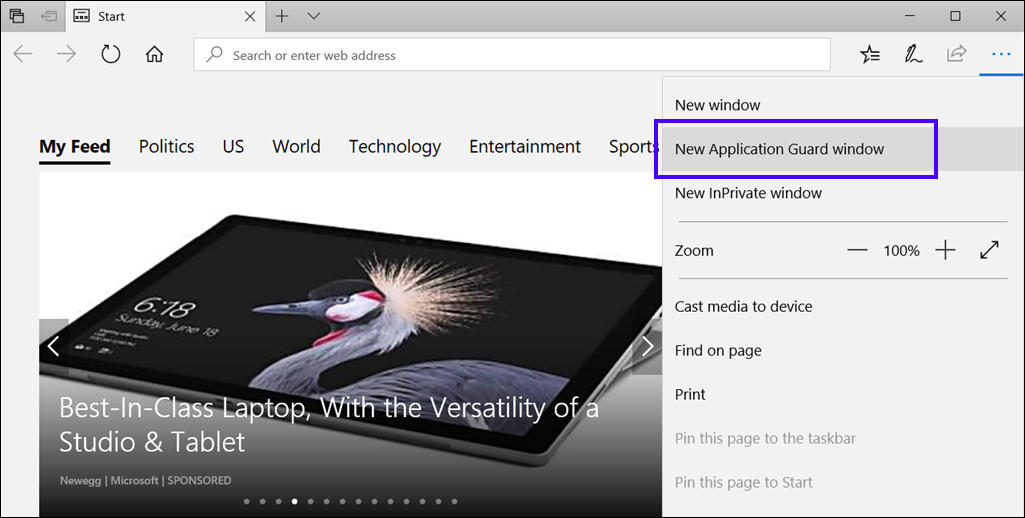 Start
Search or enter web address
New window
New Application Guard window
New InPrivate window
Zoom
100%
Cast media to device
Find on page
Print
Pin this page to the taskbar
Pin this page to Start
My Feed Politics US World Technology Entertainment Sports
6:18
Sunday, June 18
Best-In-Class Laptop, With the Versatility of a
Studio & Tablet
Newegg | Microsoft | SPONSORED